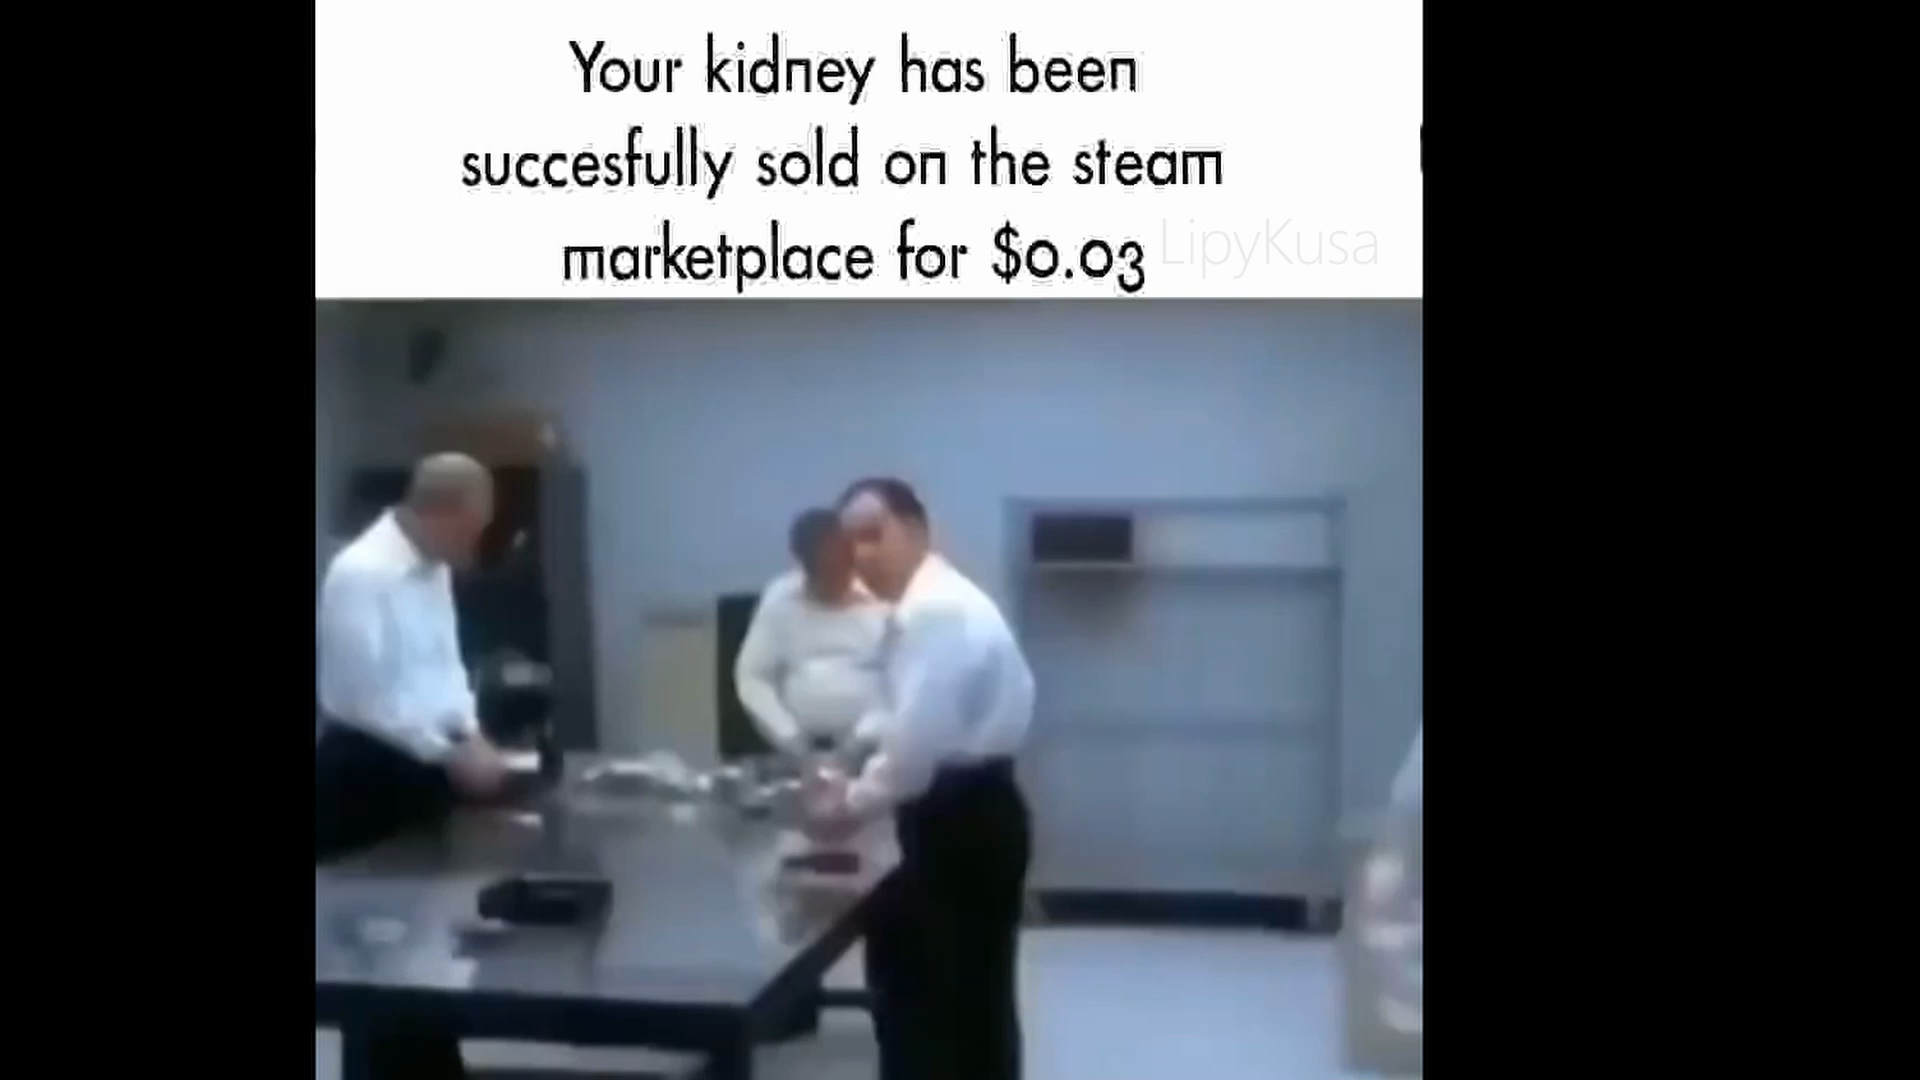 Your kidney has been
succesfully sold on the steam
marketplace for $0.03
LipyKusa